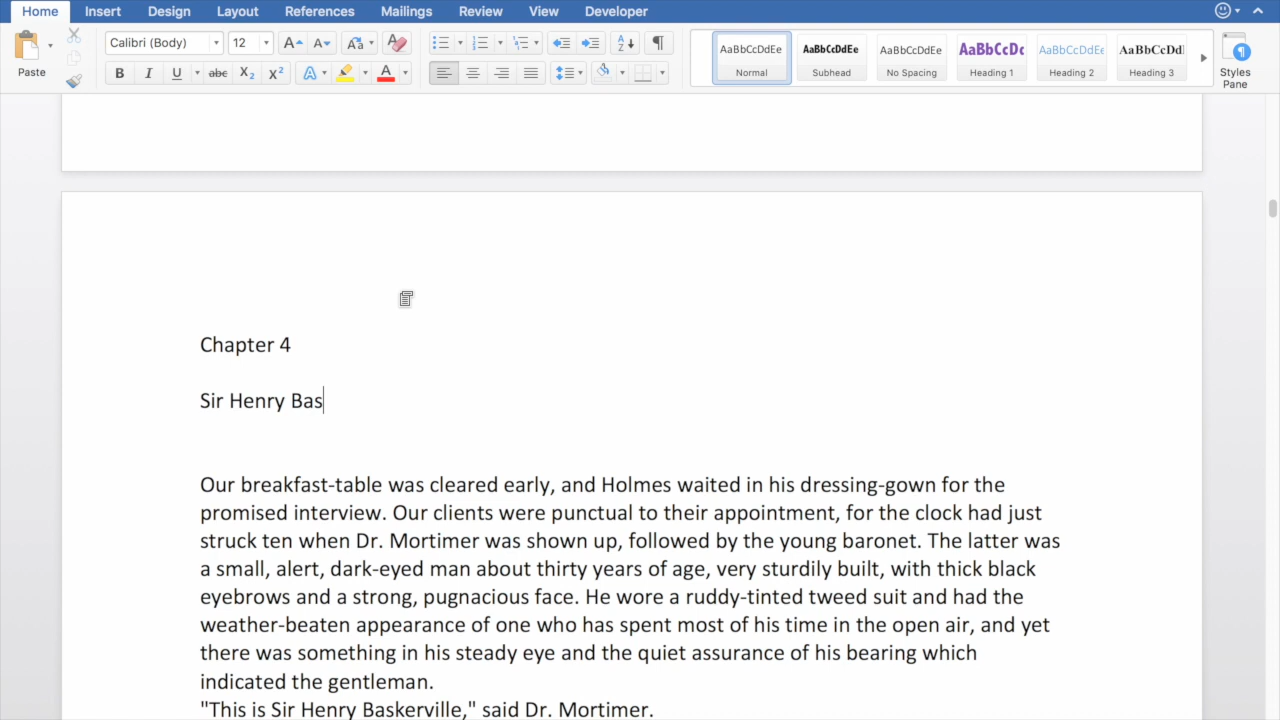 Home Insert Design Layout References Mailings Review View Developer
Paste
Calibri (Body) 12
AaBbCcDdEe AaBbCcDdEe AaBbCcDdEe AaBbCcDc AaBbCcDdEe AaBbCcDdI
Normal Subhead No Spacing Heading 1 Heading 2 Heading 3
Styles
Pane
Chapter 4
Sir Henry Bas
Our breakfast-table was cleared early, and Holmes waited in his dressing-gown for the
promised interview. Our clients were punctual to their appointment, for the clock had just
struck ten when Dr. Mortimer was shown up, followed by the young baronet. The latter was
a small, alert, dark-eyed man about thirty years of age, very sturdily built, with thick black
eyebrows and a strong, pugnacious face. He wore a ruddy-tinted tweed suit and had the
weather-beaten appearance of one who has spent most of his time in the open air, and yet
there was something in his steady eye and the quiet assurance of his bearing which
indicated the gentleman.
"This is Sir Henry Baskerville," said Dr. Mortimer.